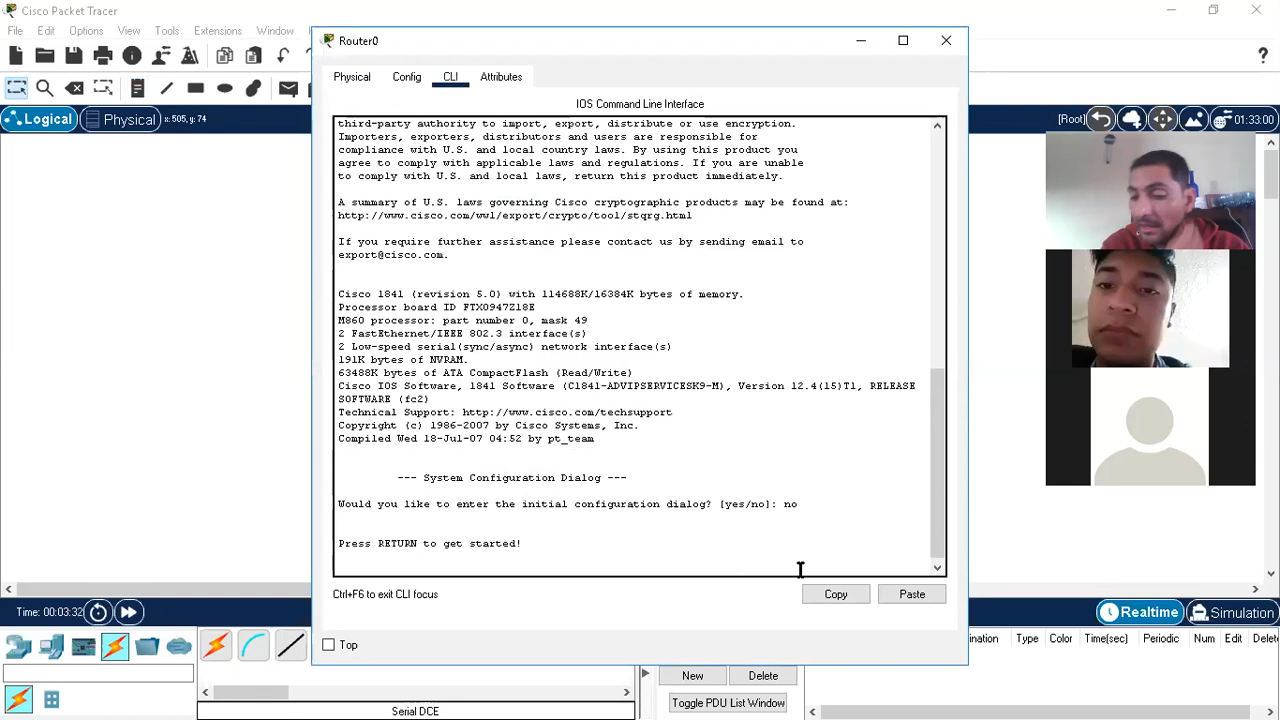 Cisco Packet Tracer
File Edit Options View Tools Extensions Window
Logical Physical x: 505, y: 74
[Root] 01:33:00
Router0
Physical Config CLI Attributes
IOS Command Line Interface
third-party authority to import, export, distribute or use encryption.
Importers, exporters, distributors and users are responsible for
compliance with U.S. and local country laws. By using this product you
agree to comply with applicable laws and regulations. If you are unable
to comply with U.S. and local laws, return this product immediately.
A summary of U.S. laws governing Cisco cryptographic products may be found at:
http://www.cisco.com/wwl/export/crypto/tool/stqrg.html
If you require further assistance please contact us by sending email to
export@cisco.com.
Cisco 1841 (revision 5.0) with 114688K/16384K bytes of memory.
Processor board ID FTX0947Z18E
M860 processor: part number 0, mask 49
2 FastEthernet/IEEE 802.3 interface(s)
2 Low-speed serial(sync/async) network interface(s)
191K bytes of NVRAM.
63488K bytes of ATA CompactFlash (Read/Write)
Cisco IOS Software, 1841 Software (C1841-ADVIPSERVICESK9-M), Version 12.4(15)T1, RELEASE
SOFTWARE (fc2)
Technical Support: http://www.cisco.com/techsupport
Copyright (c) 1986-2007 by Cisco Systems, Inc.
Compiled Wed 18-Jul-07 04:52 by pt_team
--- System Configuration Dialog ---
Would you like to enter the initial configuration dialog? [yes/no]: no
Press RETURN to get started!
Ctrl+F6 to exit CLI focus
Copy Paste
Top
Time: 00:03:32
Realtime Simulation
ination Type Color Time(sec) Periodic Num Edit Delet
New Delete
Toggle PDU List Window
Serial DCE